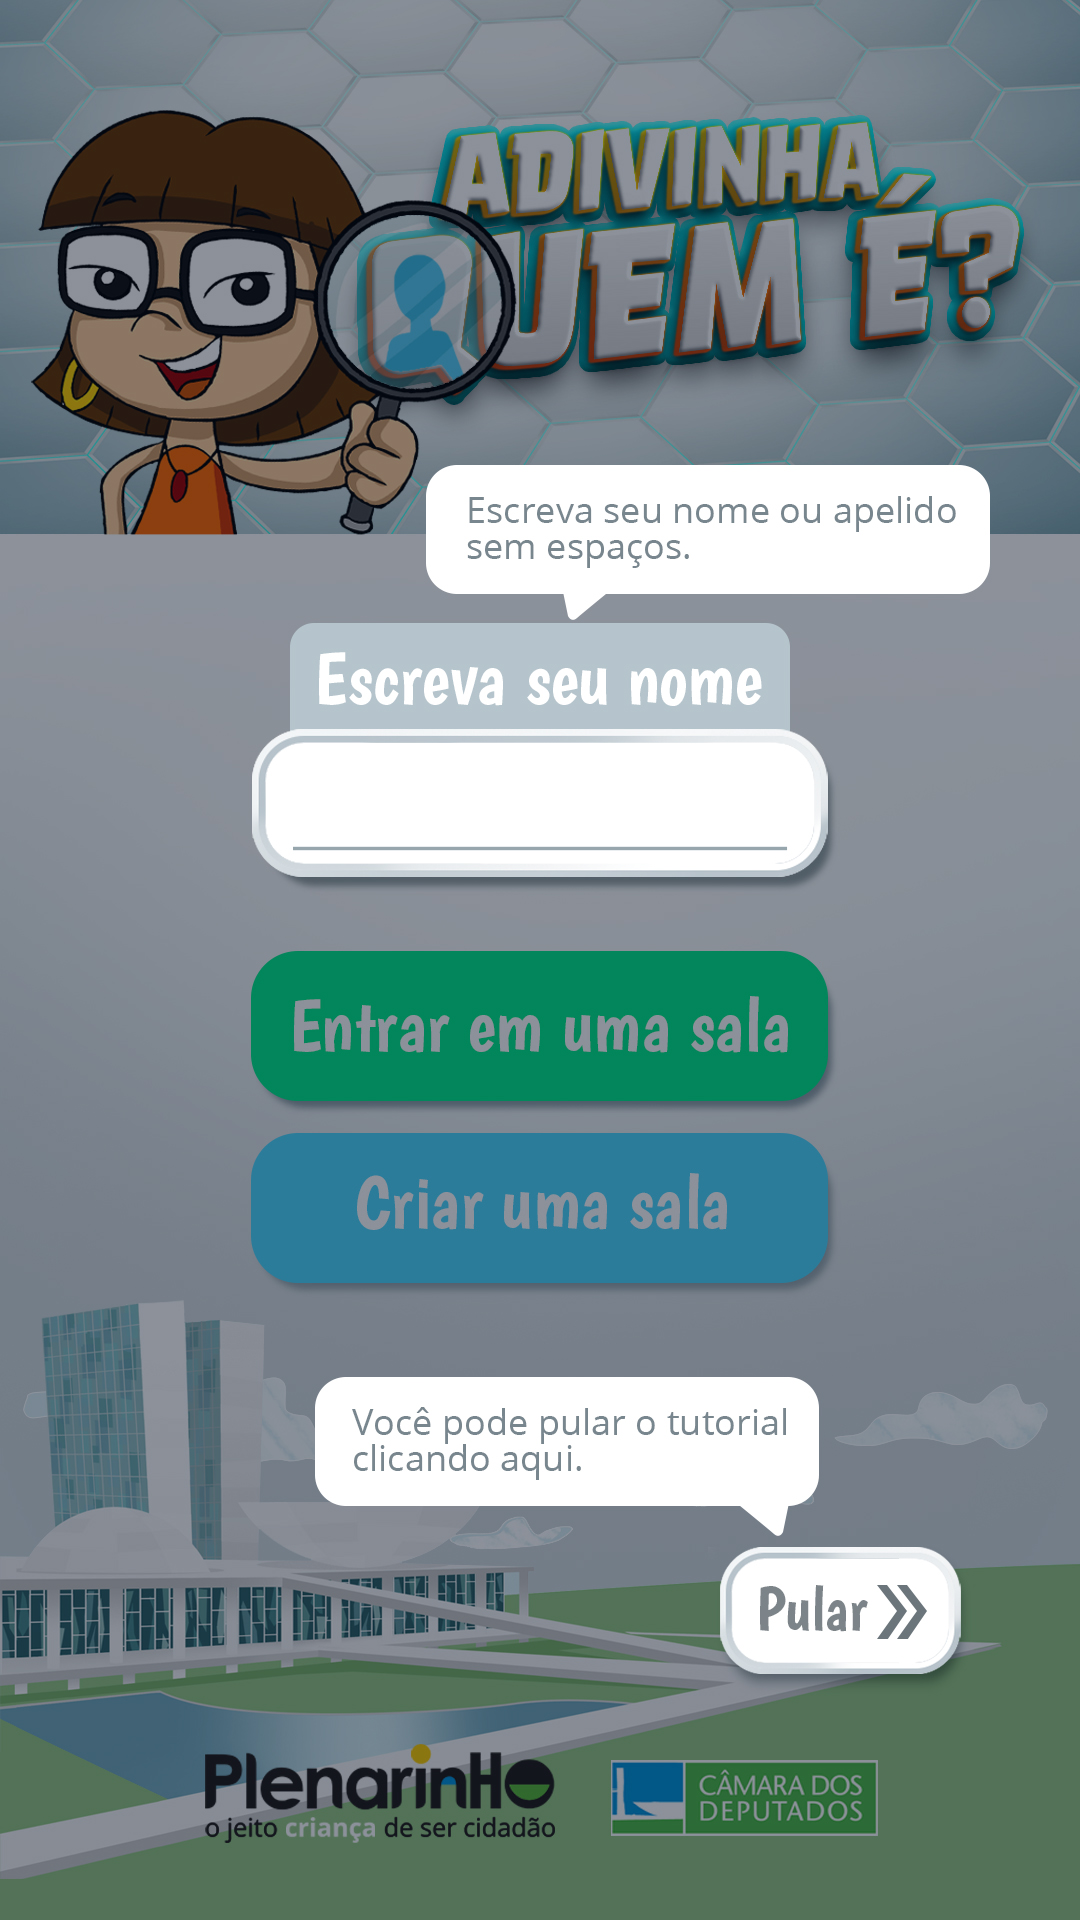 ADIVINHA
QUEM É?
Escreva seu nome ou apelido
sem espaços.
Escreva seu nome
Entrar em uma sala
Criar uma sala
Você pode pular o tutorial
clicando aqui.
Pular
PlenarinHo
o jeito criança de ser cidadão
CÂMARA DOS
DEPUTADOS